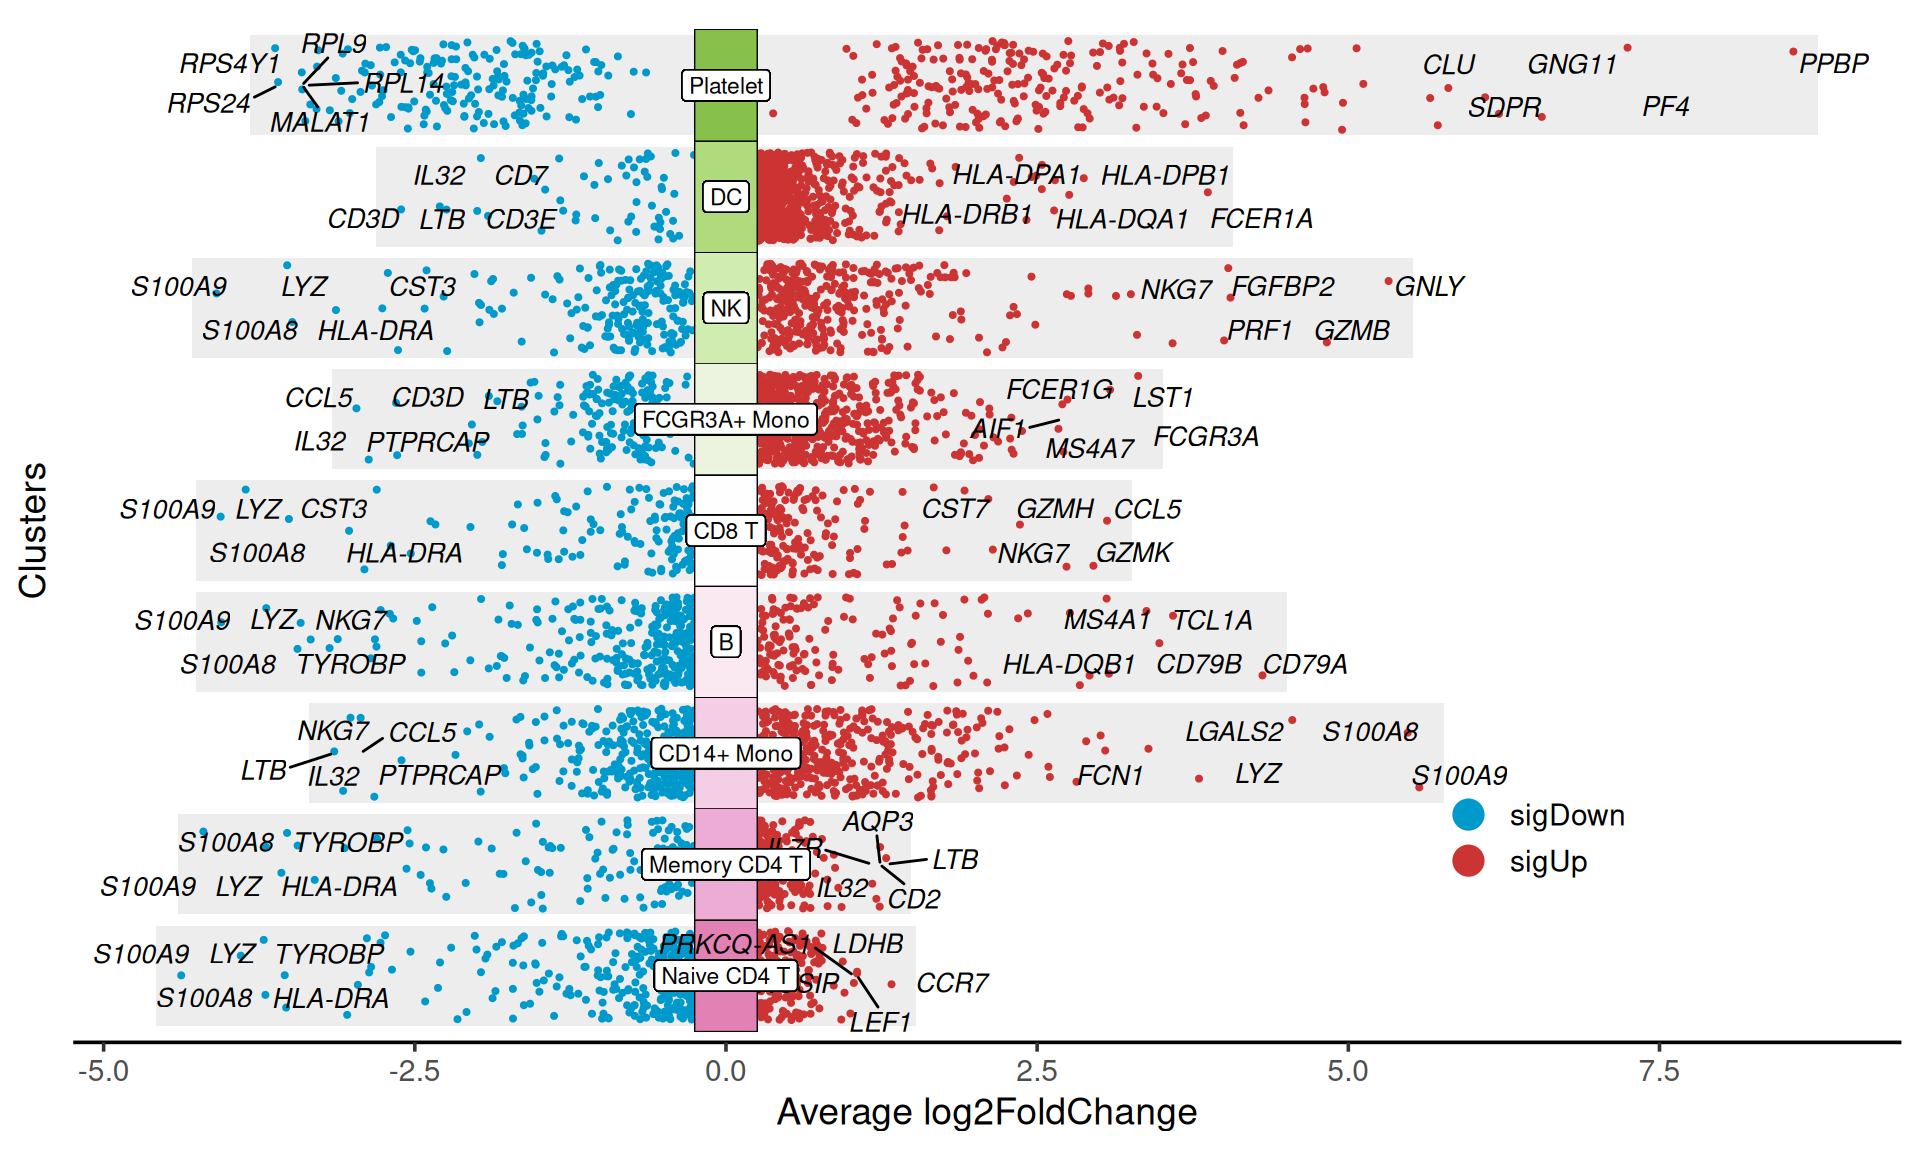 RPS4Y1 RPL9 RPL14 CLU GNG11 PPBP
Platelet
RPS24 MALAT1 SDPR PF4
IL32 CD7 HLA-DPA1 HLA-DPB1
DC
CD3D LTB CD3E HLA-DRB1 HLA-DQA1 FCER1A
S100A9 LYZ CST3 NKG7 FGFBP2 GNLY
NK
S100A8 HLA-DRA PRF1 GZMB
CCL5 CD3D LTB FCER1G LST1
FCGR3A+ Mono
IL32 PTPRCAP AIF1 MS4A7 FCGR3A
S100A9 LYZ CST3 CST7 GZMH CCL5
CD8 T
S100A8 HLA-DRA NKG7 GZMK
S100A9 LYZ NKG7 MS4A1 TCL1A
B
S100A8 TYROBP HLA-DQB1 CD79B CD79A
NKG7 CCL5 LGALS2 S100A8
CD14+ Mono
LTB IL32 PTPRCAP FCN1 LYZ S100A9
S100A8 TYROBP IL7R AQP3
Memory CD4 T
LTB
S100A9 LYZ HLA-DRA IL32 CD2
S100A9 LYZ TYROBP PRKCQ-AS1 LDHB
Naive CD4 T
CCR7
S100A8 HLA-DRA LEF1
Clusters
sigDown
sigUp
-5.0 -2.5 0.0 2.5 5.0 7.5
Average log2FoldChange